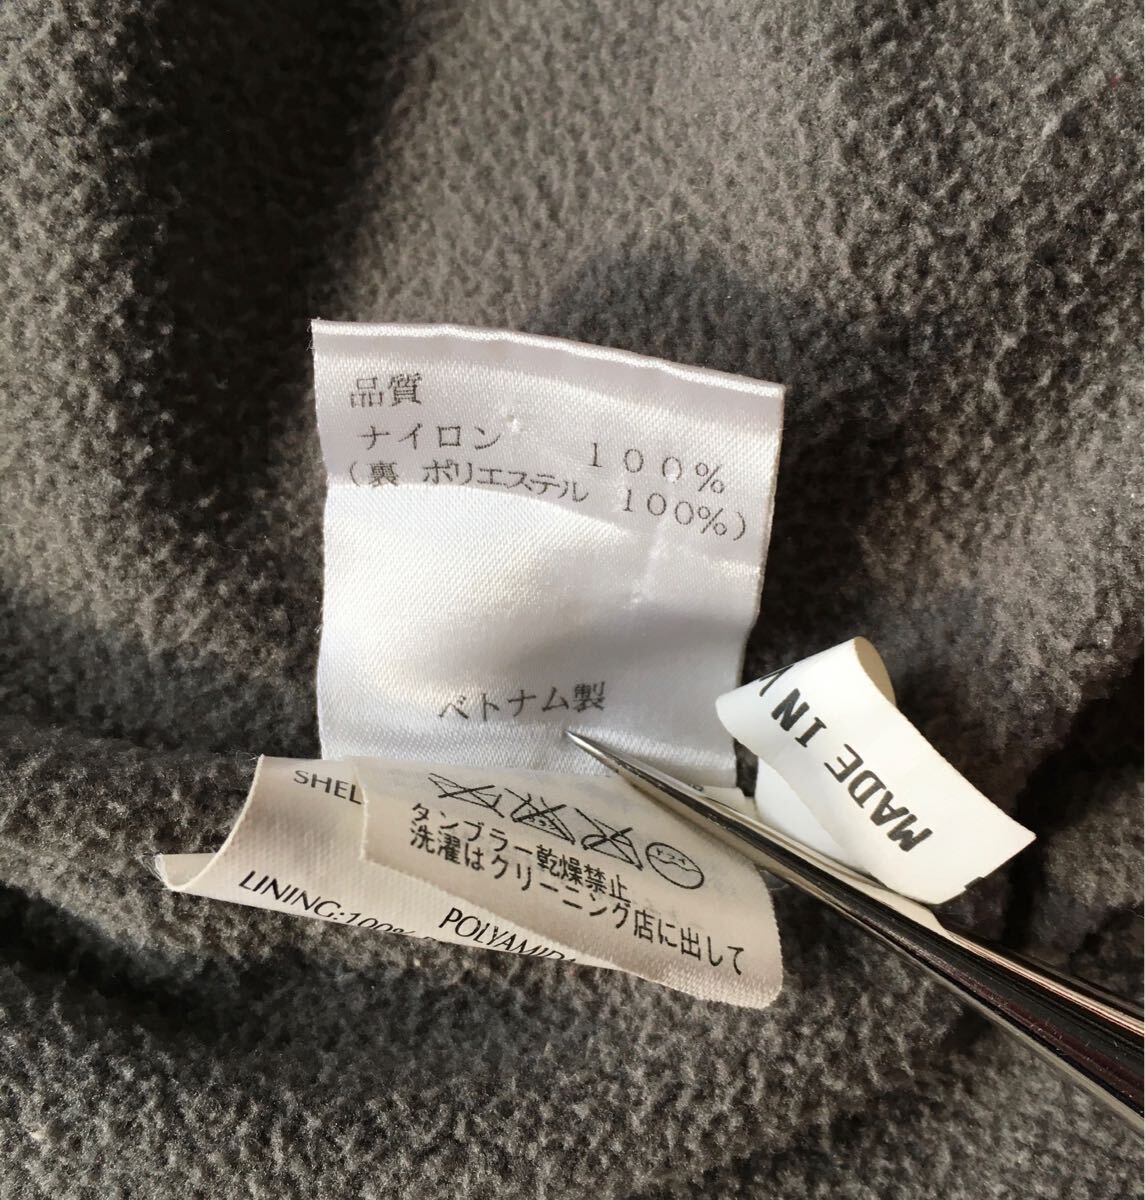 品質
ナイロン 100%
(裏 ポリエステル 100%)
ベトナム製
MADE IN V
SHEL
タンブラー乾燥禁止
洗濯はクリーニング店に出して
LINING:100%
POLYAMID